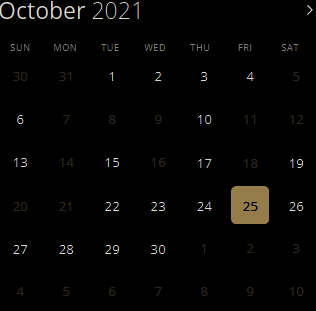 October 2021
SUN MON TUE WED THU FRI SAT
30 31 1 2 3 4 5
6 7 8 9 10 11 12
13 14 15 16 17 18 19
20 21 22 23 24 25 26
27 28 29 30 1 2 3
4 5 6 7 8 9 10